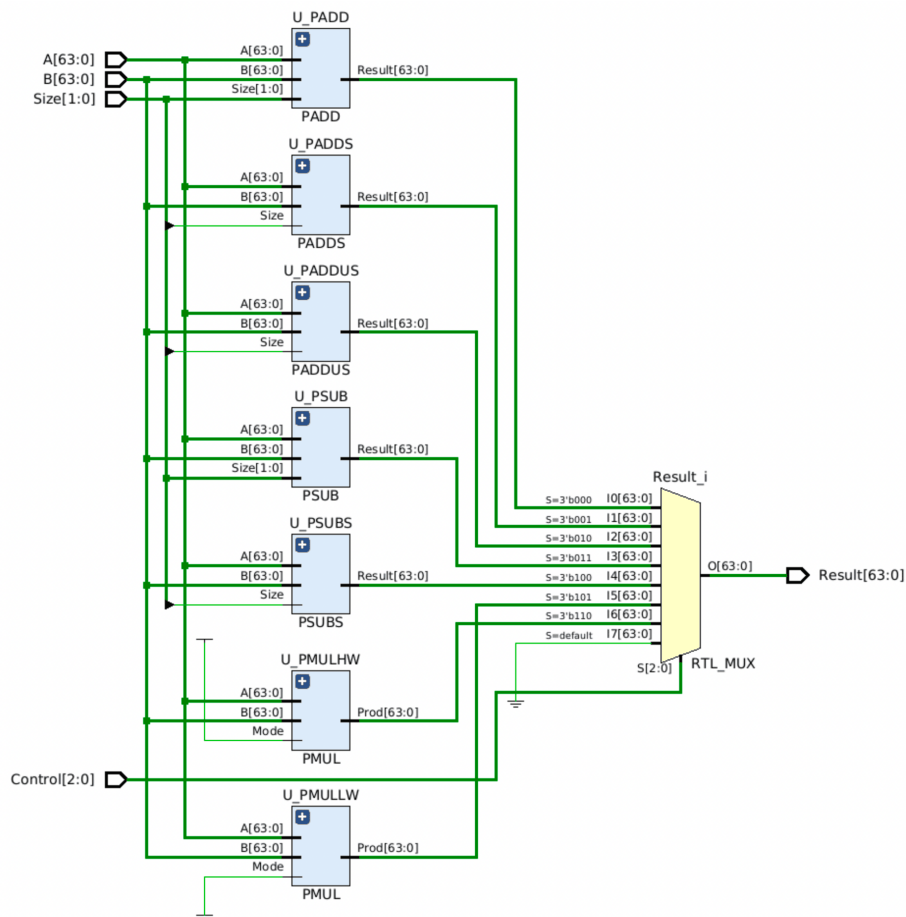 U_PADD
A[63:0]
B[63:0]
Size[1:0]
A[63:0]
B[63:0]
Size[1:0]
Result[63:0]
PADD
U_PADDS
A[63:0]
B[63:0]
Size
Result[63:0]
PADDS
U_PADDUS
A[63:0]
B[63:0]
Size
Result[63:0]
PADDUS
U_PSUB
A[63:0]
B[63:0]
Size[1:0]
Result[63:0]
PSUB
U_PSUBS
A[63:0]
B[63:0]
Size
Result[63:0]
PSUBS
Result_i
S=3'b000 I0[63:0]
S=3'b001 I1[63:0]
S=3'b010 I2[63:0]
S=3'b011 I3[63:0]
S=3'b100 I4[63:0]
S=3'b101 I5[63:0]
S=3'b110 I6[63:0]
S=default I7[63:0]
O[63:0]
Result[63:0]
S[2:0]
RTL_MUX
U_PMULHW
A[63:0]
B[63:0]
Mode
Prod[63:0]
PMUL
Control[2:0]
U_PMULLW
A[63:0]
B[63:0]
Mode
Prod[63:0]
PMUL